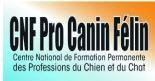 CNF Pro Canin Félin
Centre National de Formation Permanente
des Professions du Chien et du Chat